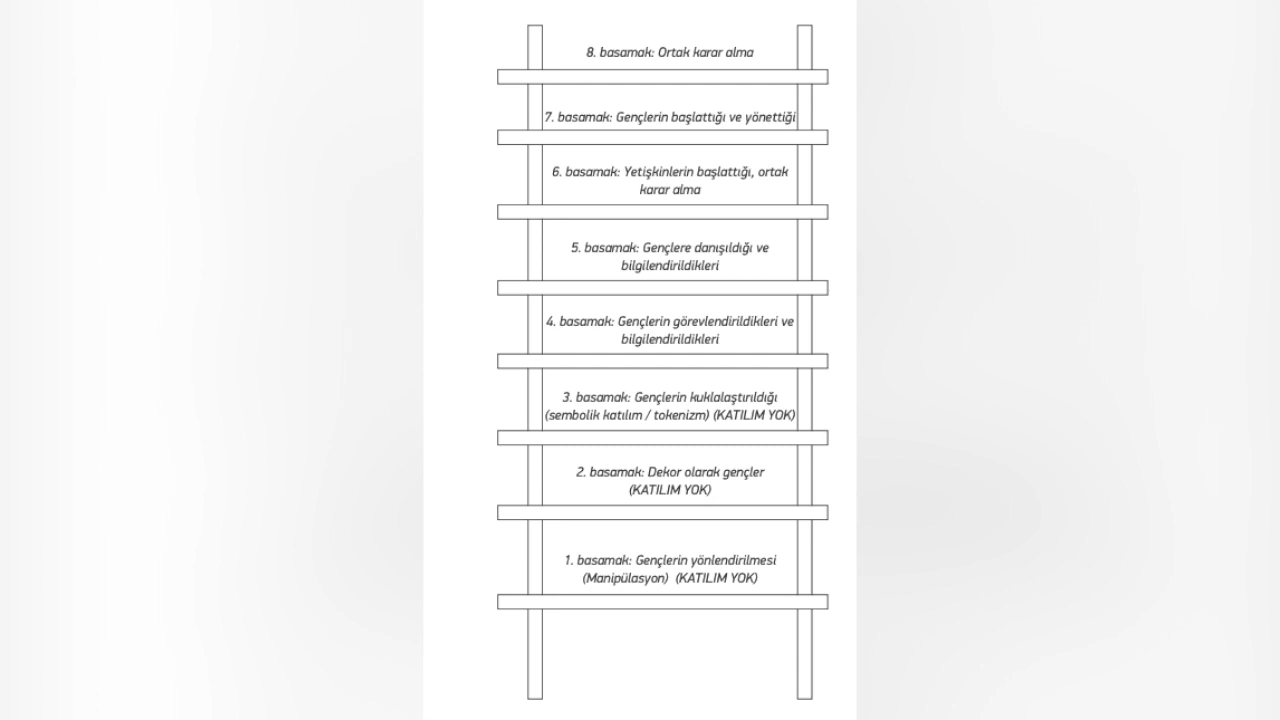 8. basamak: Ortak karar alma
7. basamak: Gençlerin başlattığı ve yönettiği
6. basamak: Yetişkinlerin başlattığı, ortak
karar alma
5. basamak: Gençlere danışıldığı ve
bilgilendirildikleri
4. basamak: Gençlerin görevlendirildikleri ve
bilgilendirildikleri
3. basamak: Gençlerin kuklalaştırıldığı
(sembolik katılım / tokenizm) (KATILIM YOK)
2. basamak: Dekor olarak gençler
(KATILIM YOK)
1. basamak: Gençlerin yönlendirilmesi
(Manipülasyon) (KATILIM YOK)